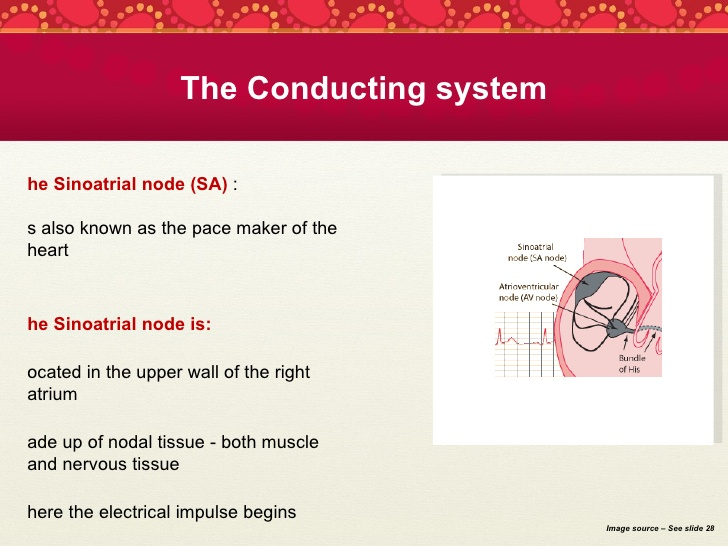 The Conducting system
he Sinoatrial node (SA) :
s also known as the pace maker of the
heart
he Sinoatrial node is:
ocated in the upper wall of the right
atrium
ade up of nodal tissue - both muscle
and nervous tissue
here the electrical impulse begins
Sinoatrial
node (SA node)
Atrioventricular
node (AV node)
Bundle
of His
Image source – See slide 28